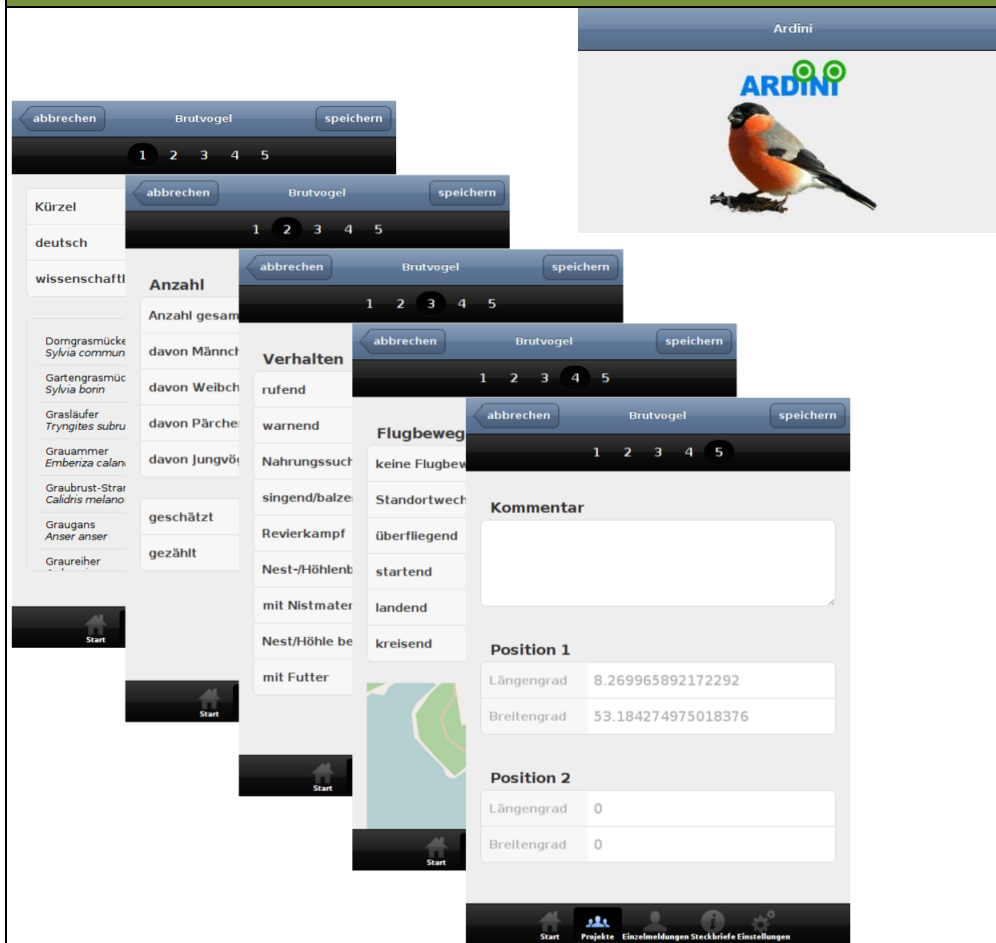 Ardini
ARDINI
abbrechen Brutvogel speichern
1 2 3 4 5
Kürzel
deutsch
wissenschaftl
Dorngrasmücke
Sylvia commun
Gartengrasmüc
Sylvia borin
Grasläufer
Tryngites subru
Grauammer
Emberiza calan
Graubrust-Stran
Calidris melano
Graugans
Anser anser
Graureiher
Start
abbrechen Brutvogel speichern
1 2 3 4 5
Anzahl
Anzahl gesam
davon Männch
davon Weibch
davon Pärche
davon Jungvög
geschätzt
gezählt
Start
abbrechen Brutvogel speichern
1 2 3 4 5
Verhalten
rufend
warnend
Nahrungssuch
singend/balze
Revierkampf
Nest-/Höhlenb
mit Nistmater
Nest/Höhle be
mit Futter
Start
abbrechen Brutvogel speichern
1 2 3 4 5
Flugbeweg
keine Flugbew
Standortwech
überfliegend
startend
landend
kreisend
Start
abbrechen Brutvogel speichern
1 2 3 4 5
Kommentar
Position 1
Längengrad 8.269965892172292
Breitengrad 53.184274975018376
Position 2
Längengrad 0
Breitengrad 0
Start Projekte Einzelmeldungen Steckbriefe Einstellungen